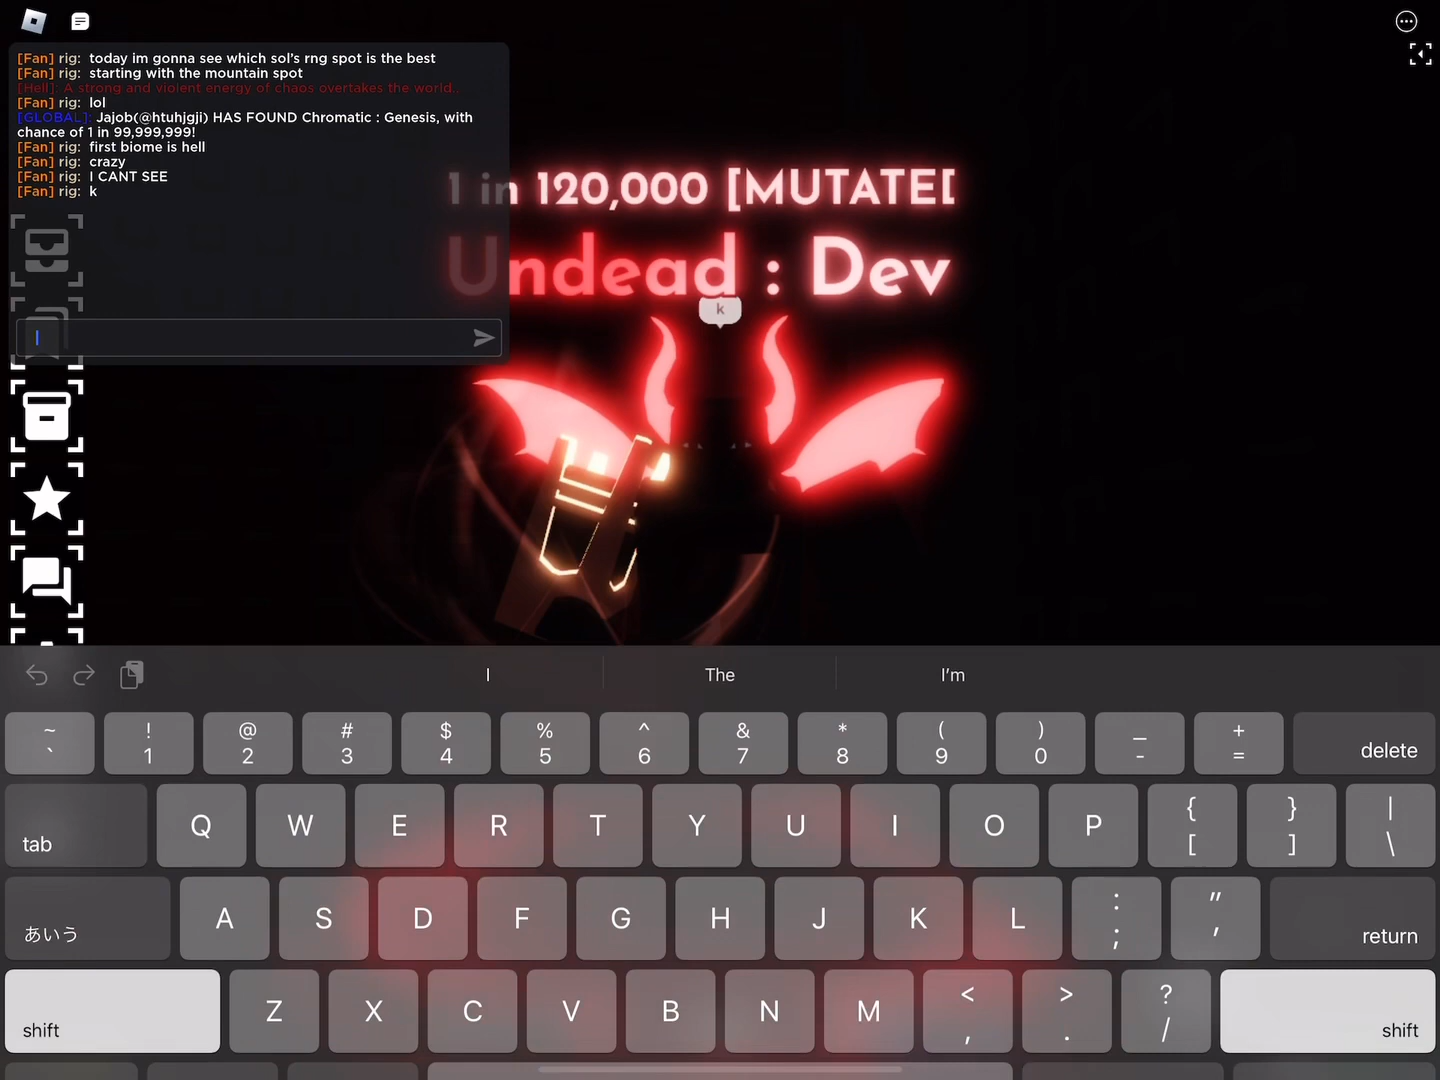 [Fan] rig: today im gonna see which sol's rng spot is the best
[Fan] rig: starting with the mountain spot
[Hell]: A strong and violent energy of chaos overtakes the world..
[Fan] rig: lol
[GLOBAL]: Jajob(@htuhjgji) HAS FOUND Chromatic : Genesis, with
chance of 1 in 99,999,999!
[Fan] rig: first biome is hell
[Fan] rig: crazy
[Fan] rig: I CANT SEE
[Fan] rig: k
1 in 120,000 [MUTATED
Undead : Dev
k
I The I'm
~ ! @ # $ % ^ & * ( ) _ +
` 1 2 3 4 5 6 7 8 9 0 - = delete
tab Q W E R T Y U I O P { [ } ] | \
あいう A S D F G H J K L : ; " ' return
shift Z X C V B N M < , > . ? / shift